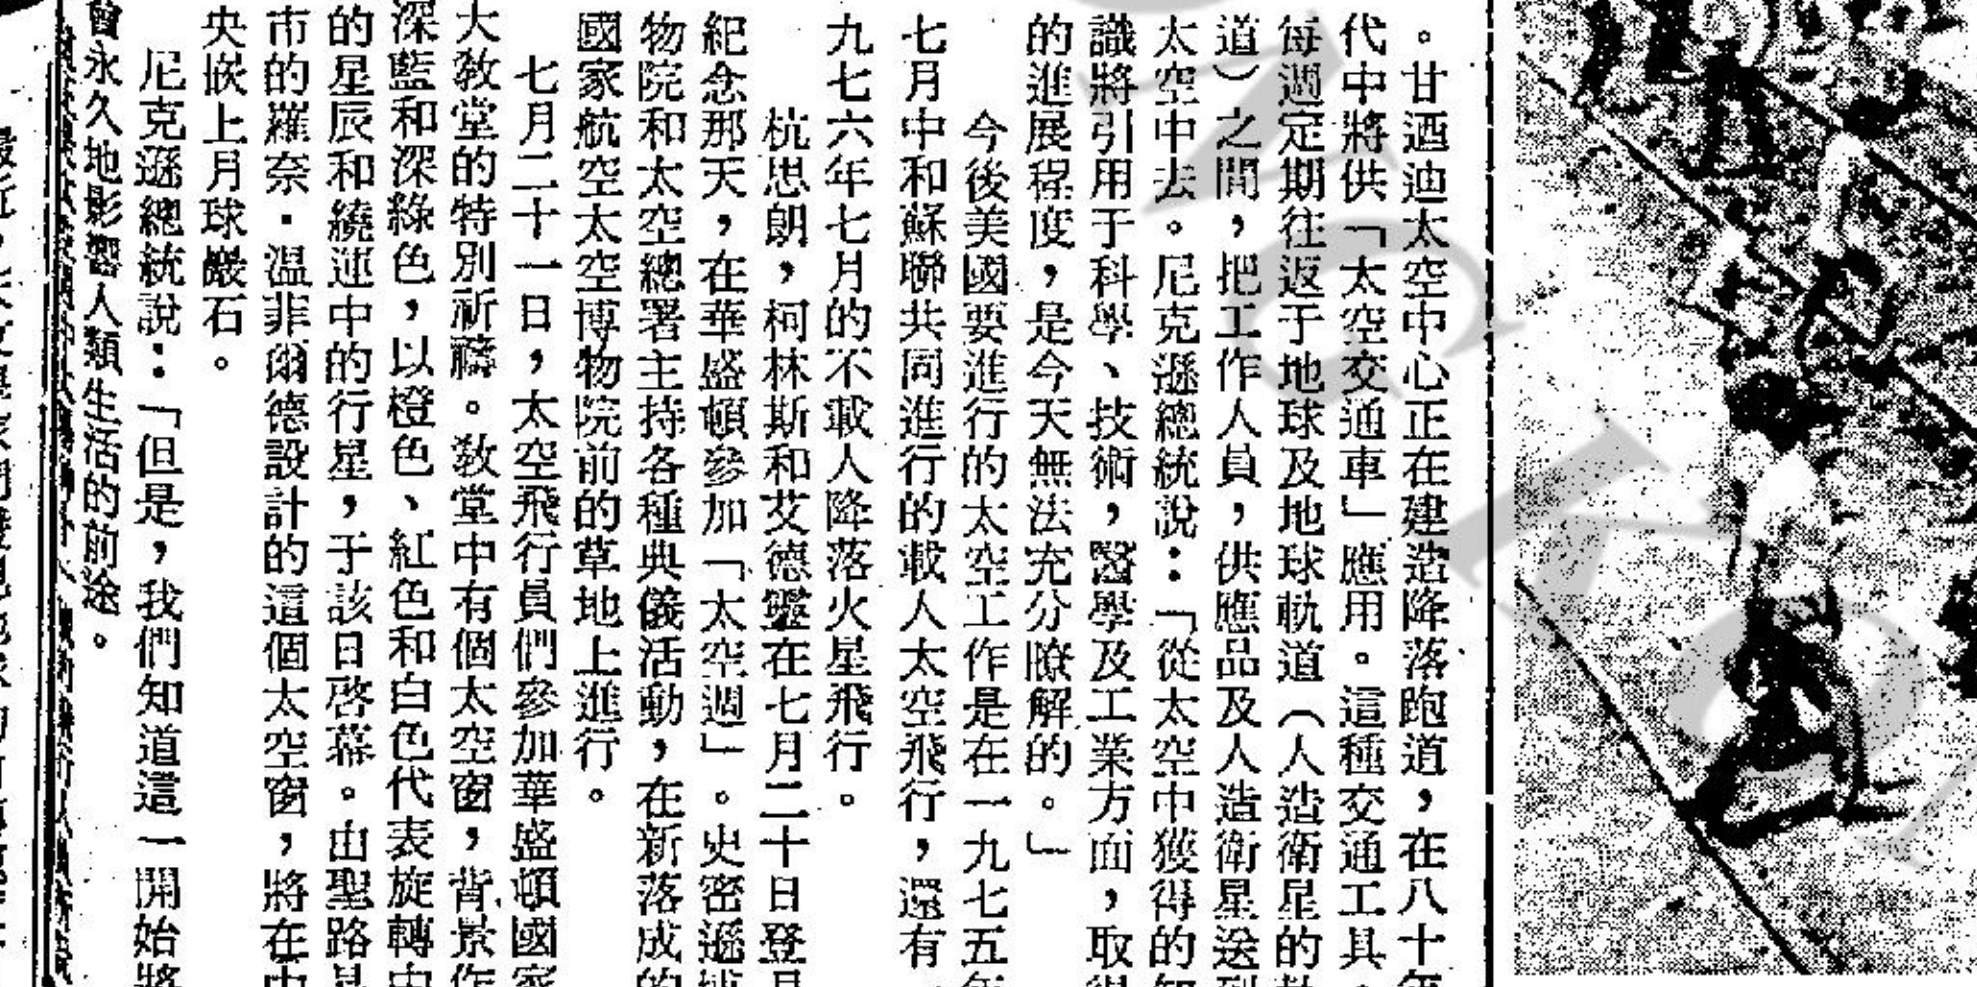 。甘迺迪太空中心正在建造降落跑道，在八十年
代中將供「太空交通車」應用。這種交通工具，
每週定期往返于地球及地球軌道（人造衛星的軌
道）之間，把工作人員，供應品及人造衛星送到
太空中去。尼克遜總統說：「從太空中獲得的知
識將引用于科學、技術，醫學及工業方面，取得
的進展程度，是今天無法充分瞭解的。」
今後美國要進行的太空工作是在一九七五年
七月中和蘇聯共同進行的載人太空飛行，還有
九七六年七月的不載人降落火星飛行。
杭思朗，柯林斯和艾德靈在七月二十日登月
紀念那天，在華盛頓參加「太空週」。史密遜博
物院和太空總署主持各種典儀活動，在新落成的
國家航空太空博物院前的草地上進行。
七月二十一日，太空飛行員們參加華盛頓國家
大敎堂的特別祈禱。敎堂中有個太空窗，背景作
深藍和深綠色，以橙色、紅色和白色代表旋轉中
的星辰和繞運中的行星，于該日啓幕。由聖路易
市的羅奈·温非爾德設計的這個太空窗，將在中
央嵌上月球巖石。
尼克遜總統說：「但是，我們知道這一開始將
會永久地影響人類生活的前途。